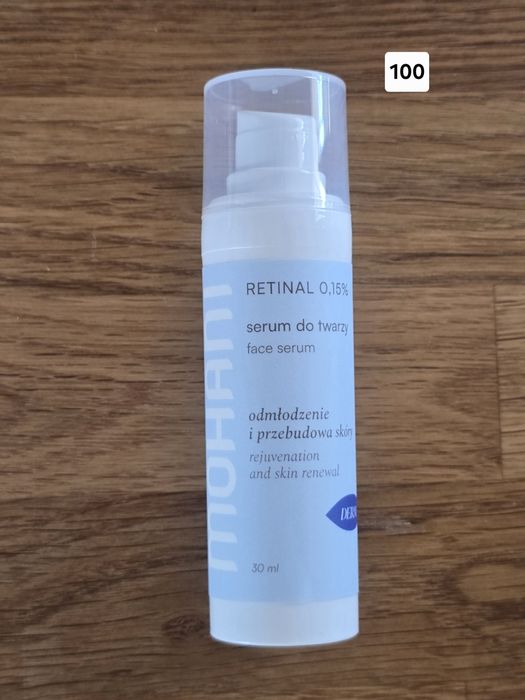 100
RETINAL 0,15%
serum do twarzy
face serum
odmłodzenie
i przebudowa skóry
rejuvenation
and skin renewal
30 ml
mohani